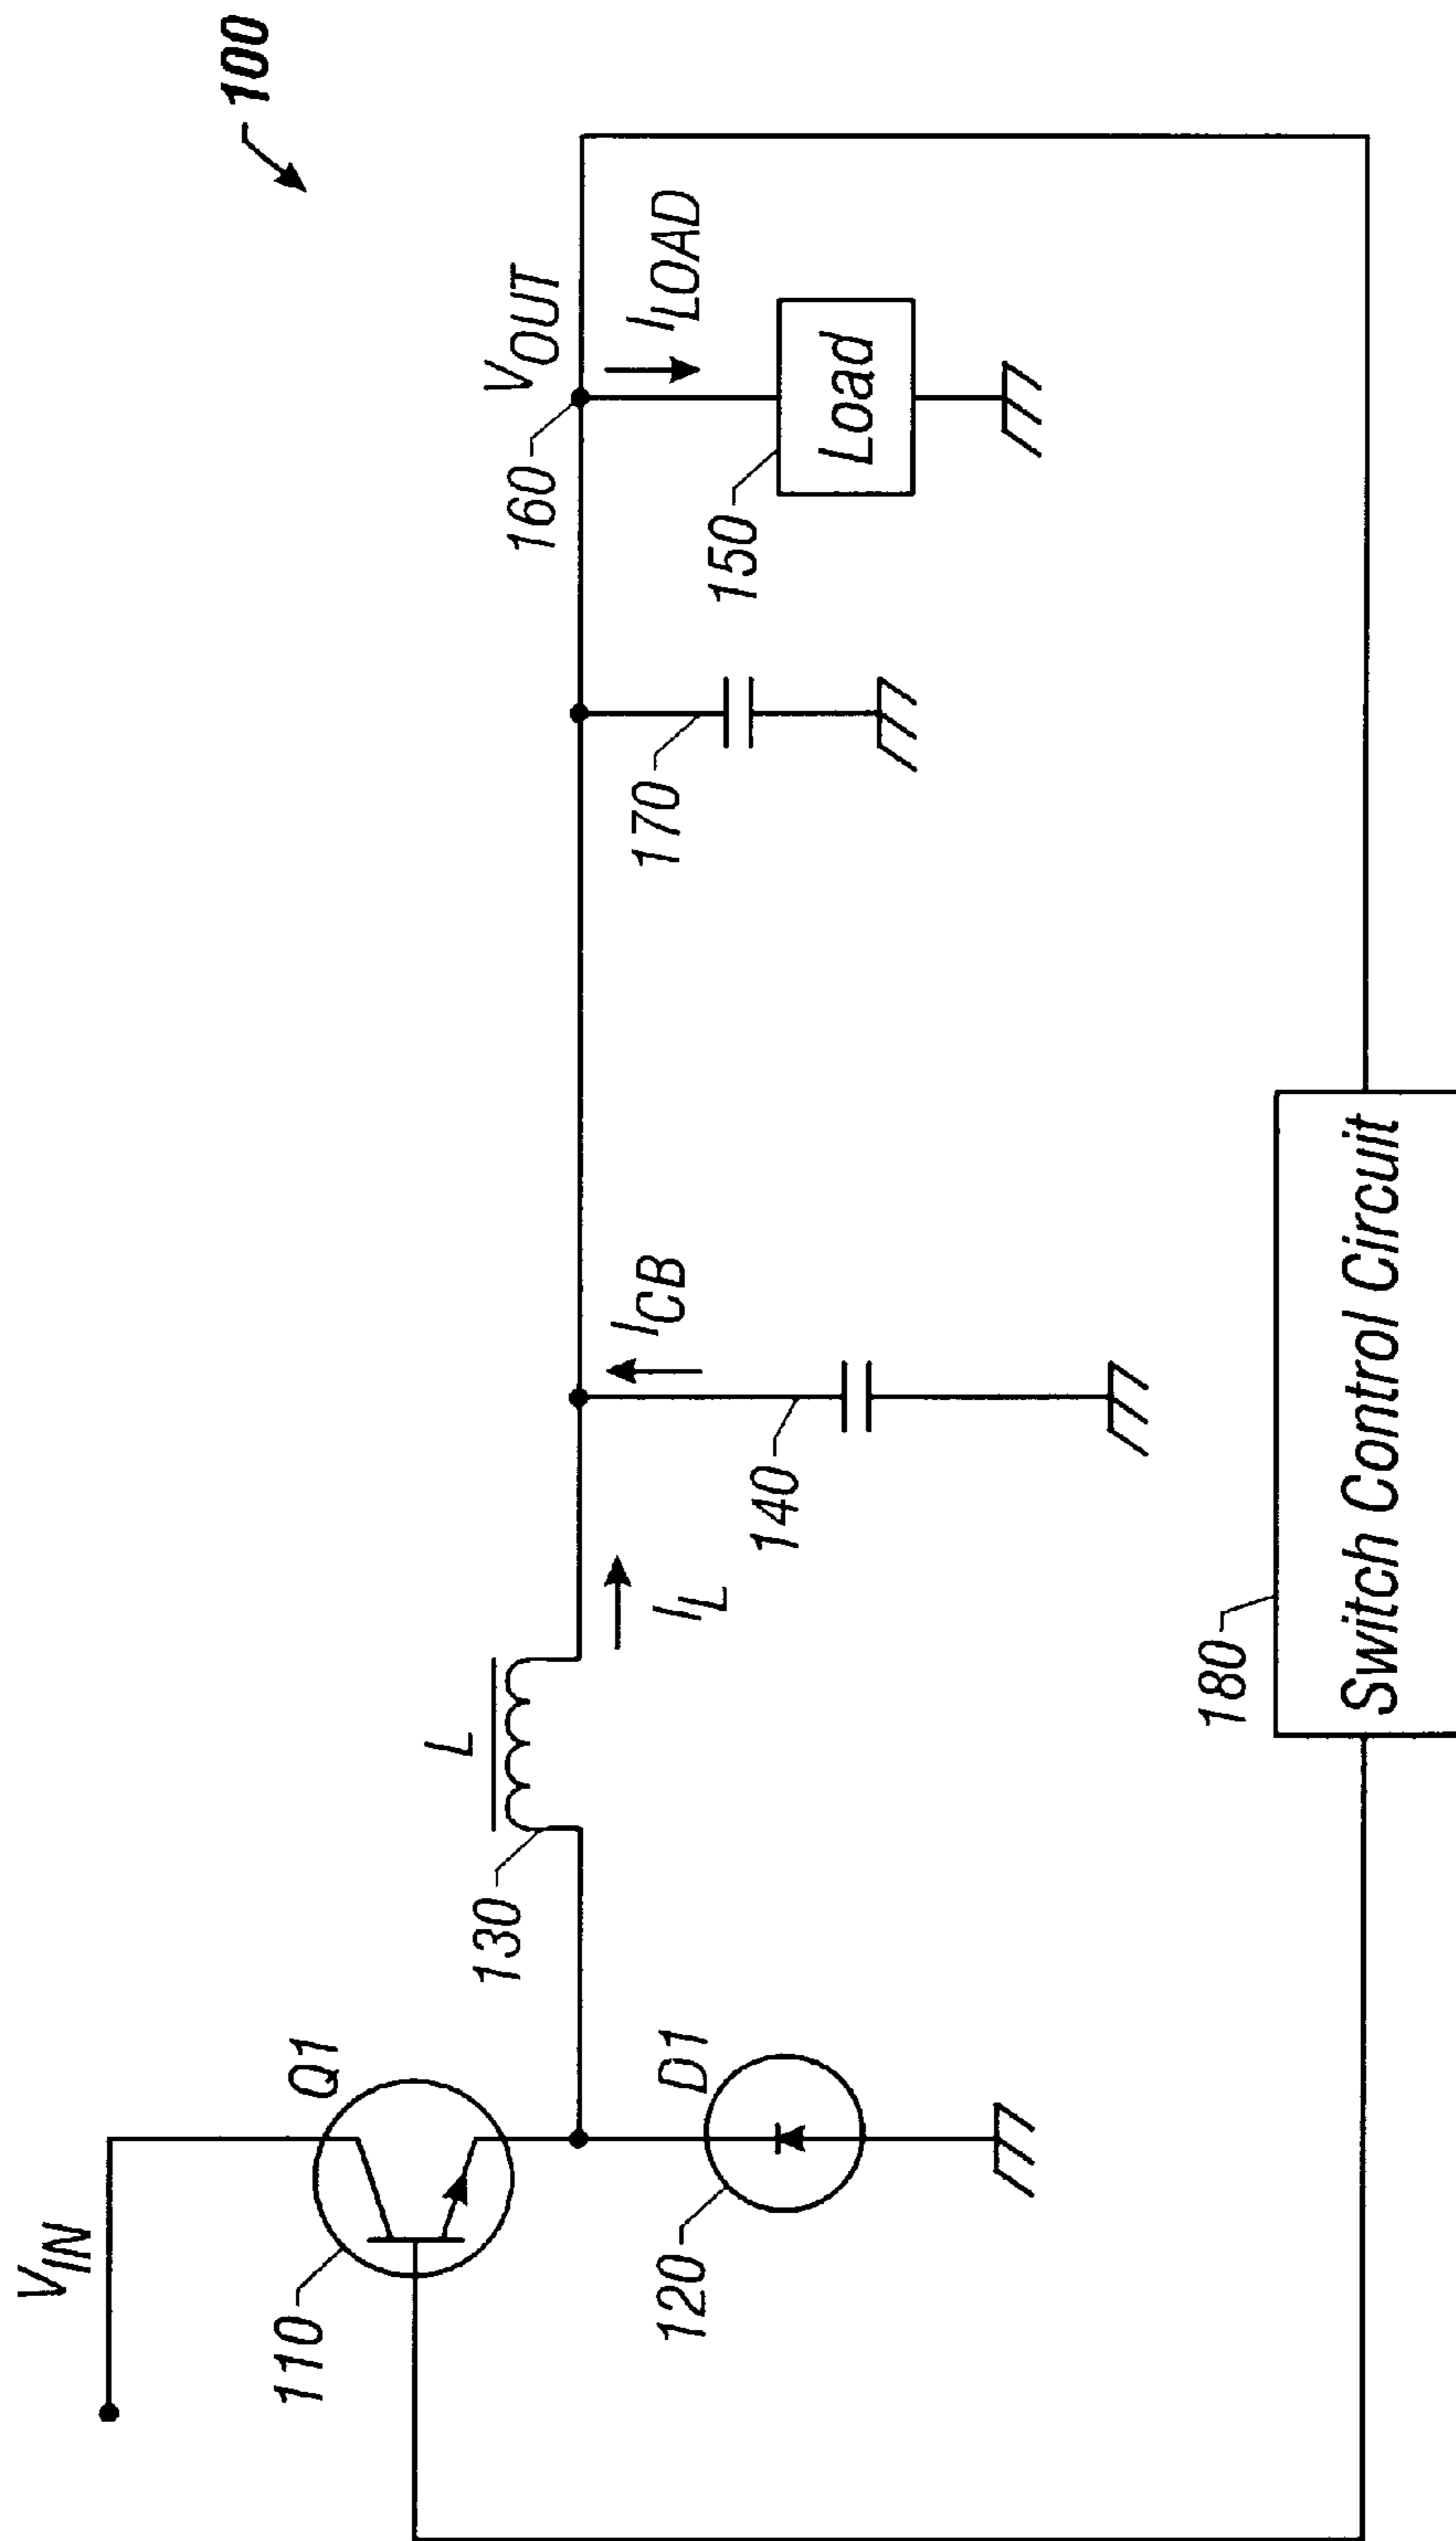 100
V_IN
Q1
110
D1
120
L
130
I_L
I_CB
140
170
V_OUT
160
I_LOAD
Load
150
180
Switch Control Circuit